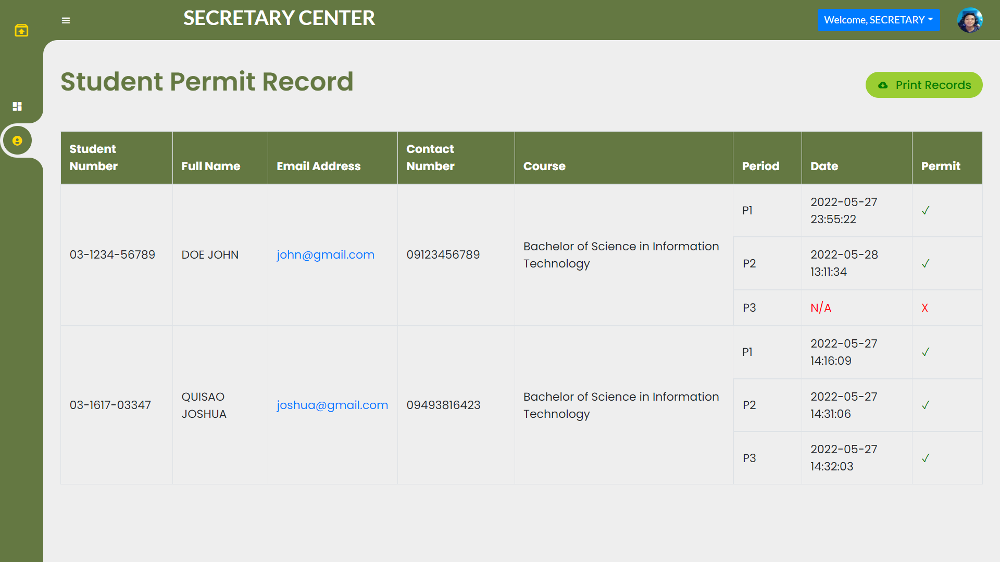 SECRETARY CENTER
Welcome, SECRETARY
Student Permit Record
Print Records
Student Number
Full Name
Email Address
Contact Number
Course
Period
Date
Permit
03-1234-56789
DOE JOHN
john@gmail.com
09123456789
Bachelor of Science in Information
Technology
P1
2022-05-27
23:55:22
✓
P2
2022-05-28
13:11:34
✓
P3
N/A
X
03-1617-03347
QUISAO
JOSHUA
joshua@gmail.com
09493816423
Bachelor of Science in Information
Technology
P1
2022-05-27
14:16:09
✓
P2
2022-05-27
14:31:06
✓
P3
2022-05-27
14:32:03
✓